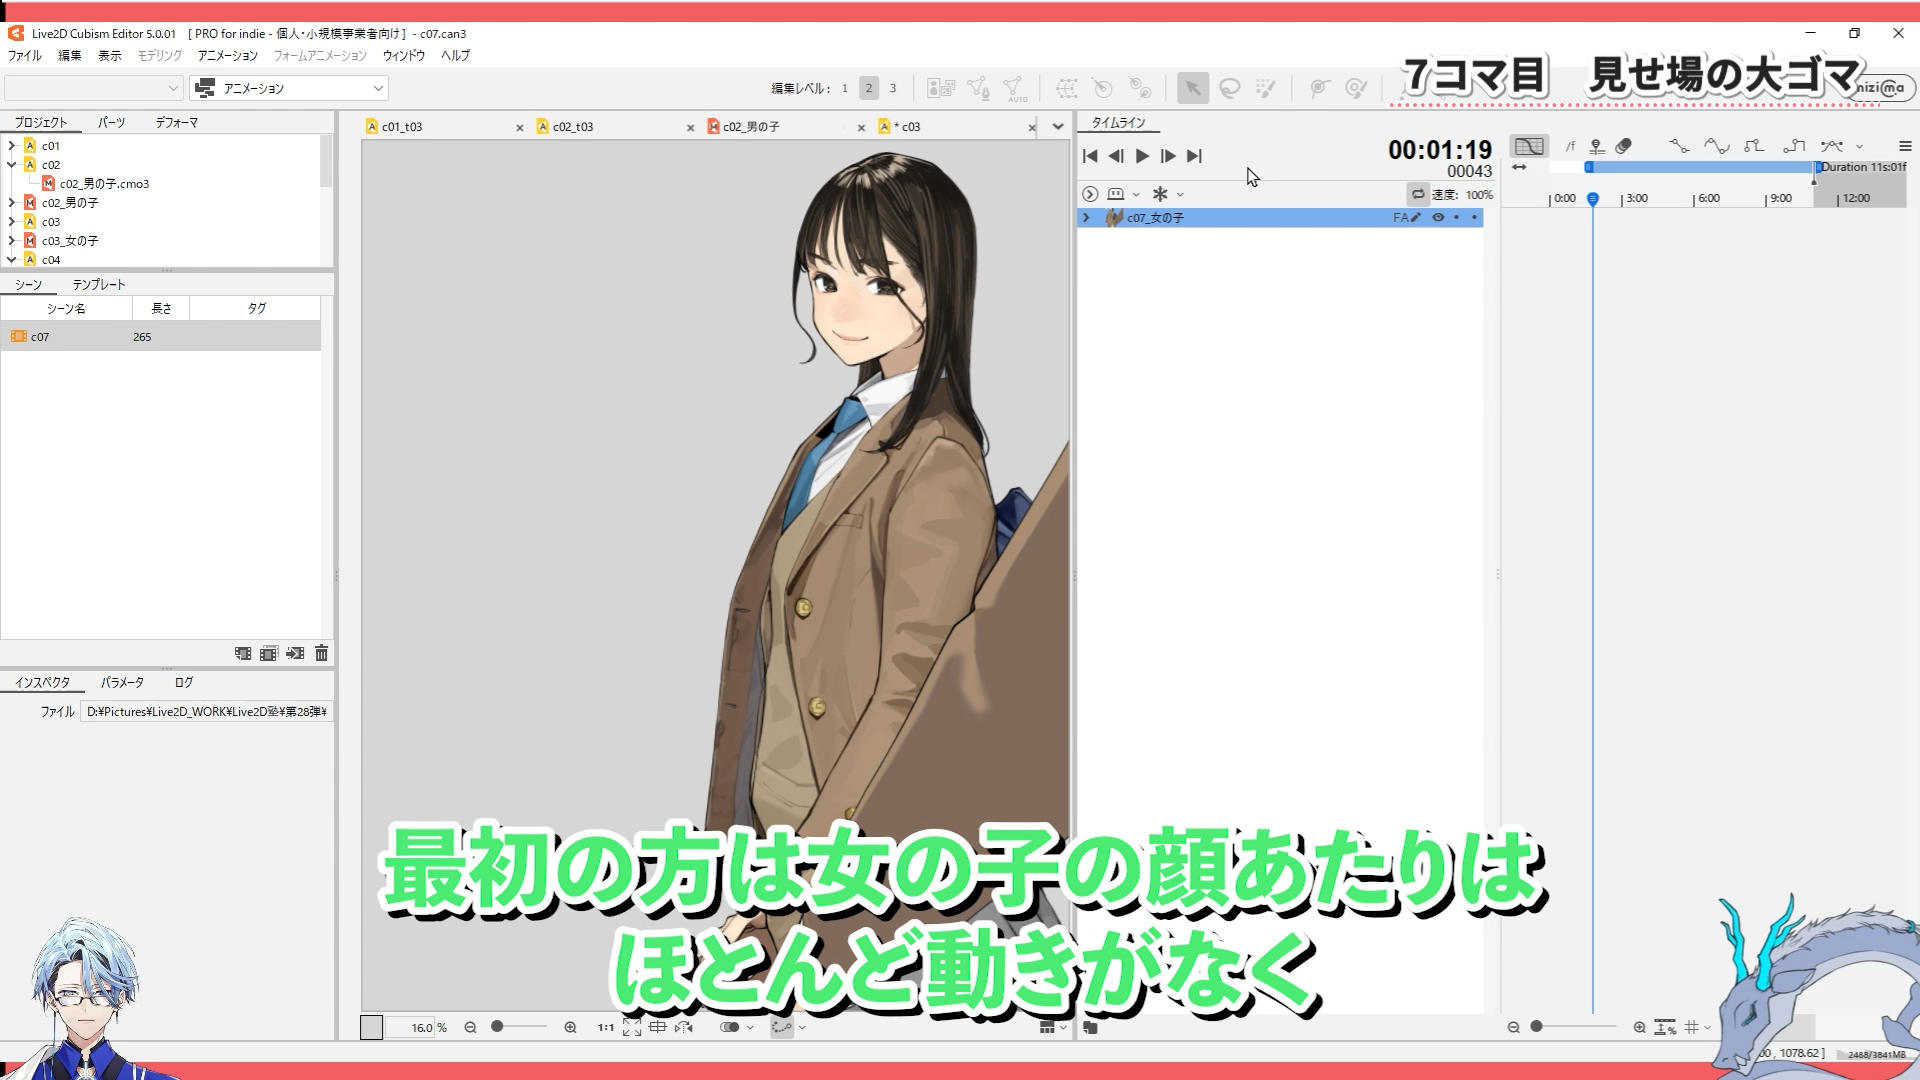 Live2D Cubism Editor 5.0.01 [ PRO for indie - 個人・小規模事業者向け ] - c07.can3
ファイル 編集 表示 モデリング アニメーション フォームアニメーション ウィンドウ ヘルプ
7コマ目 見せ場の大ゴマ
アニメーション
編集レベル: 1 2 3
AUTO
nizima
プロジェクト パーツ デフォーマ
c01_t03 c02_t03 c02_男の子 * c03
タイムライン
c01
c02
c02_男の子.cmo3
c02_男の子
c03
c03_女の子
c04
00:01:19
00043
/f
Duration 11s:01f
速度: 100%
0:00 3:00 6:00 9:00 12:00
c07_女の子 FA
シーン テンプレート
シーン名 長さ タグ
c07 265
インスペクタ パラメータ ログ
ファイル D:¥Pictures¥Live2D_WORK¥Live2D塾¥第28弾¥
最初の方は女の子の顔あたりは
ほとんど動きがなく
16.0 % 1:1
, 1078.62 ] 2488/3841MB